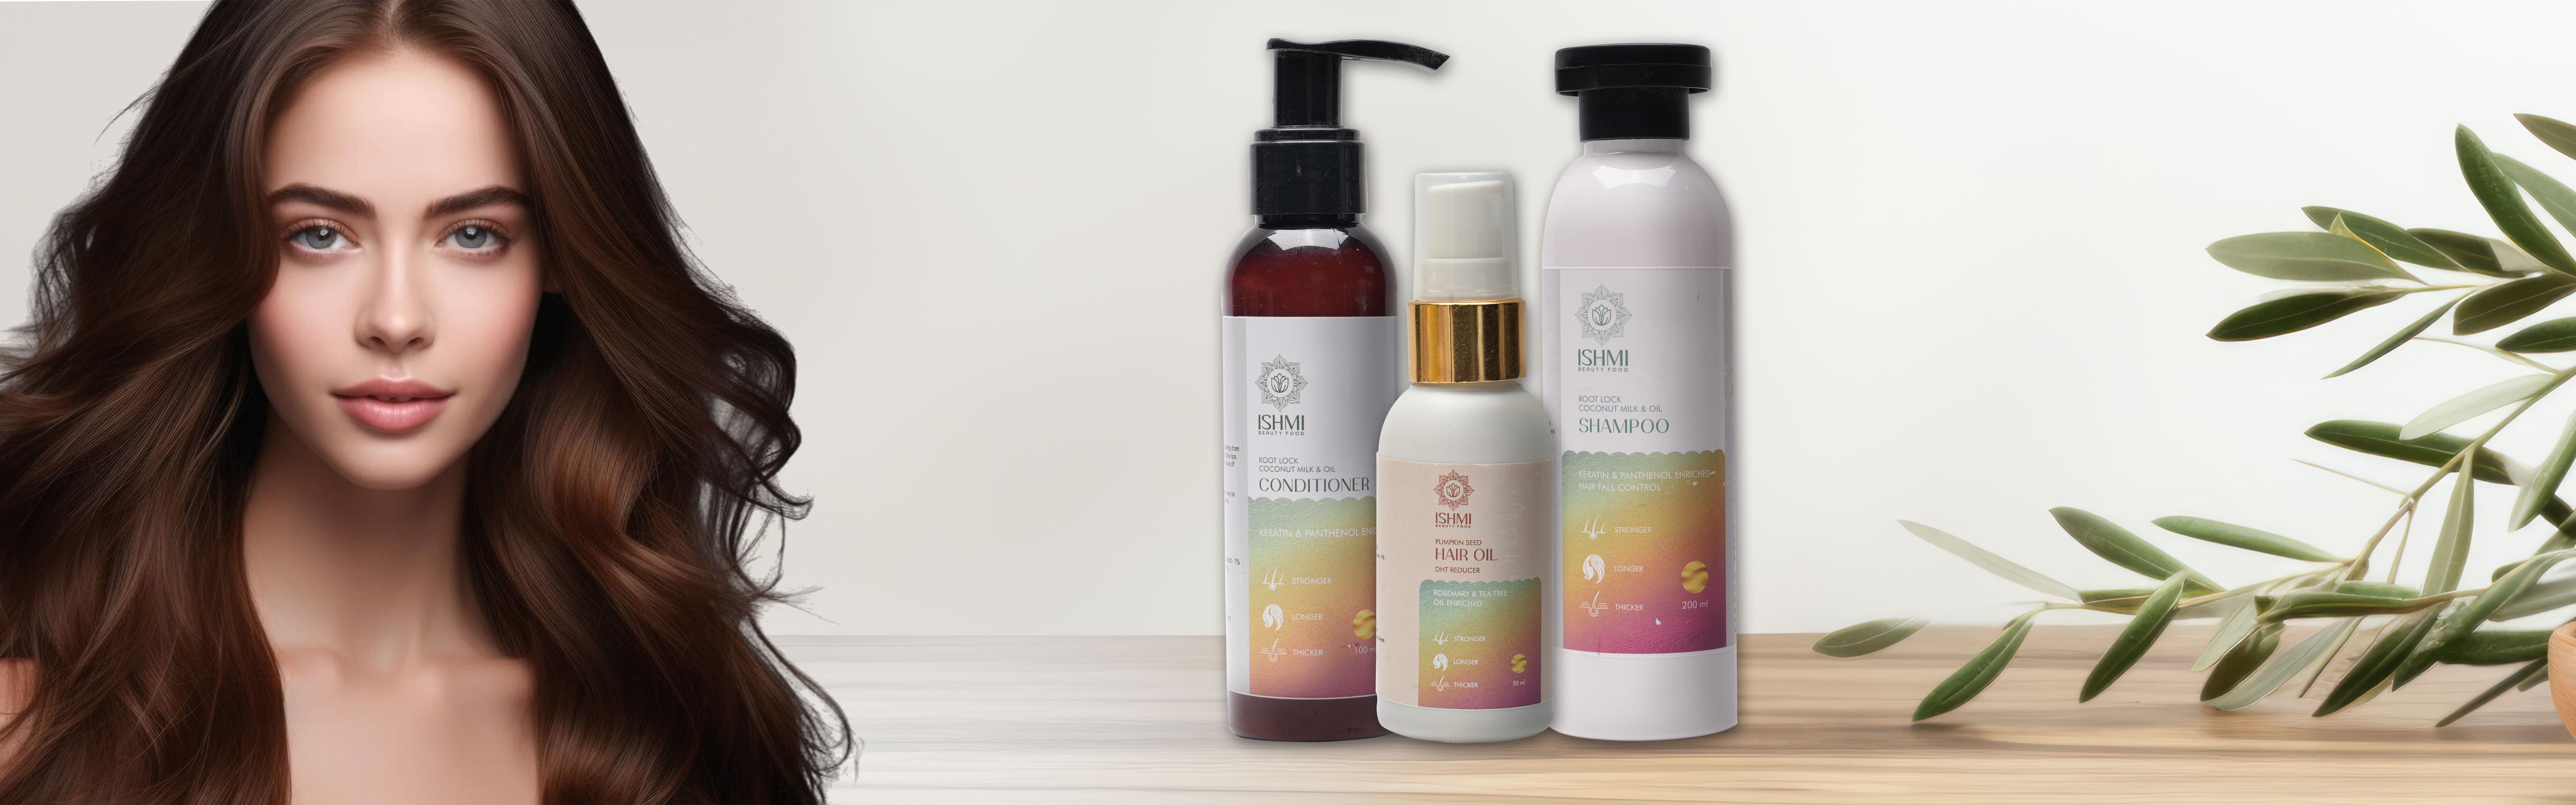 ISHMI
BEAUTY FOOD
ROOT LOCK
COCONUT MILK & OIL
CONDITIONER
KERATIN & PANTHENOL
STRONGER
LONGER
THICKER
100 m
ISHMI
BEAUTY FOOD
PUMPKIN SEED
HAIR OIL
DHT REDUCER
ROSEMARY & TEA TREE
OIL ENRICHED
STRONGER
LONGER
THICKER
50 ml
ISHMI
BEAUTY FOOD
ROOT LOCK
COCONUT MILK & OIL
SHAMPOO
KERATIN & PANTHENOL ENRICHED
HAIR FALL CONTROL
STRONGER
LONGER
THICKER
200 ml